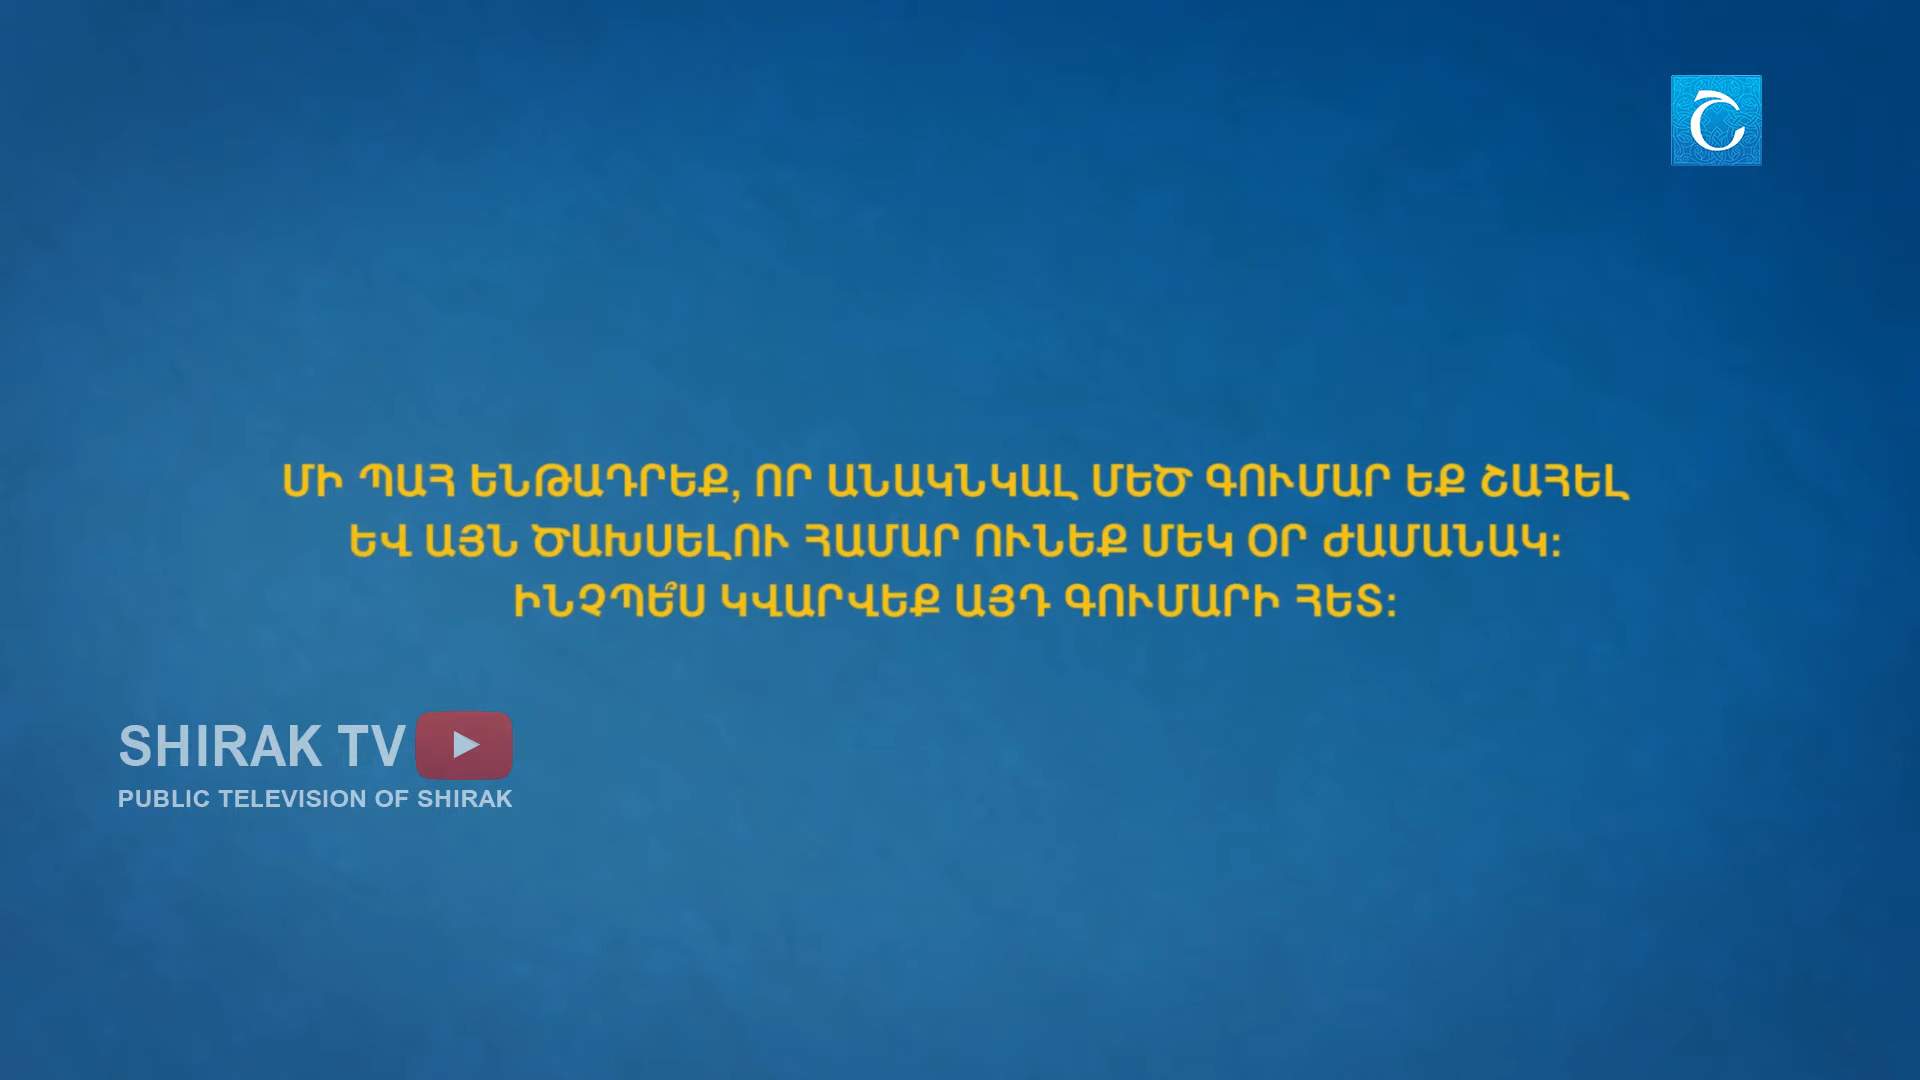 ՄԻ ՊԱՀ ԵՆԹԱԴՐԵՔ, ՈՐ ԱՆԱԿՆԿԱԼ ՄԵԾ ԳՈՒՄԱՐ ԵՔ ՇԱՀԵԼ
ԵՎ ԱՅՆ ԾԱԽՍԵԼՈՒ ՀԱՄԱՐ ՈՒՆԵՔ ՄԵԿ ՕՐ ԺԱՄԱՆԱԿ։
ԻՆՉՊԵ՞Ս ԿՎԱՐՎԵՔ ԱՅԴ ԳՈՒՄԱՐԻ ՀԵՏ։
SHIRAK TV
PUBLIC TELEVISION OF SHIRAK